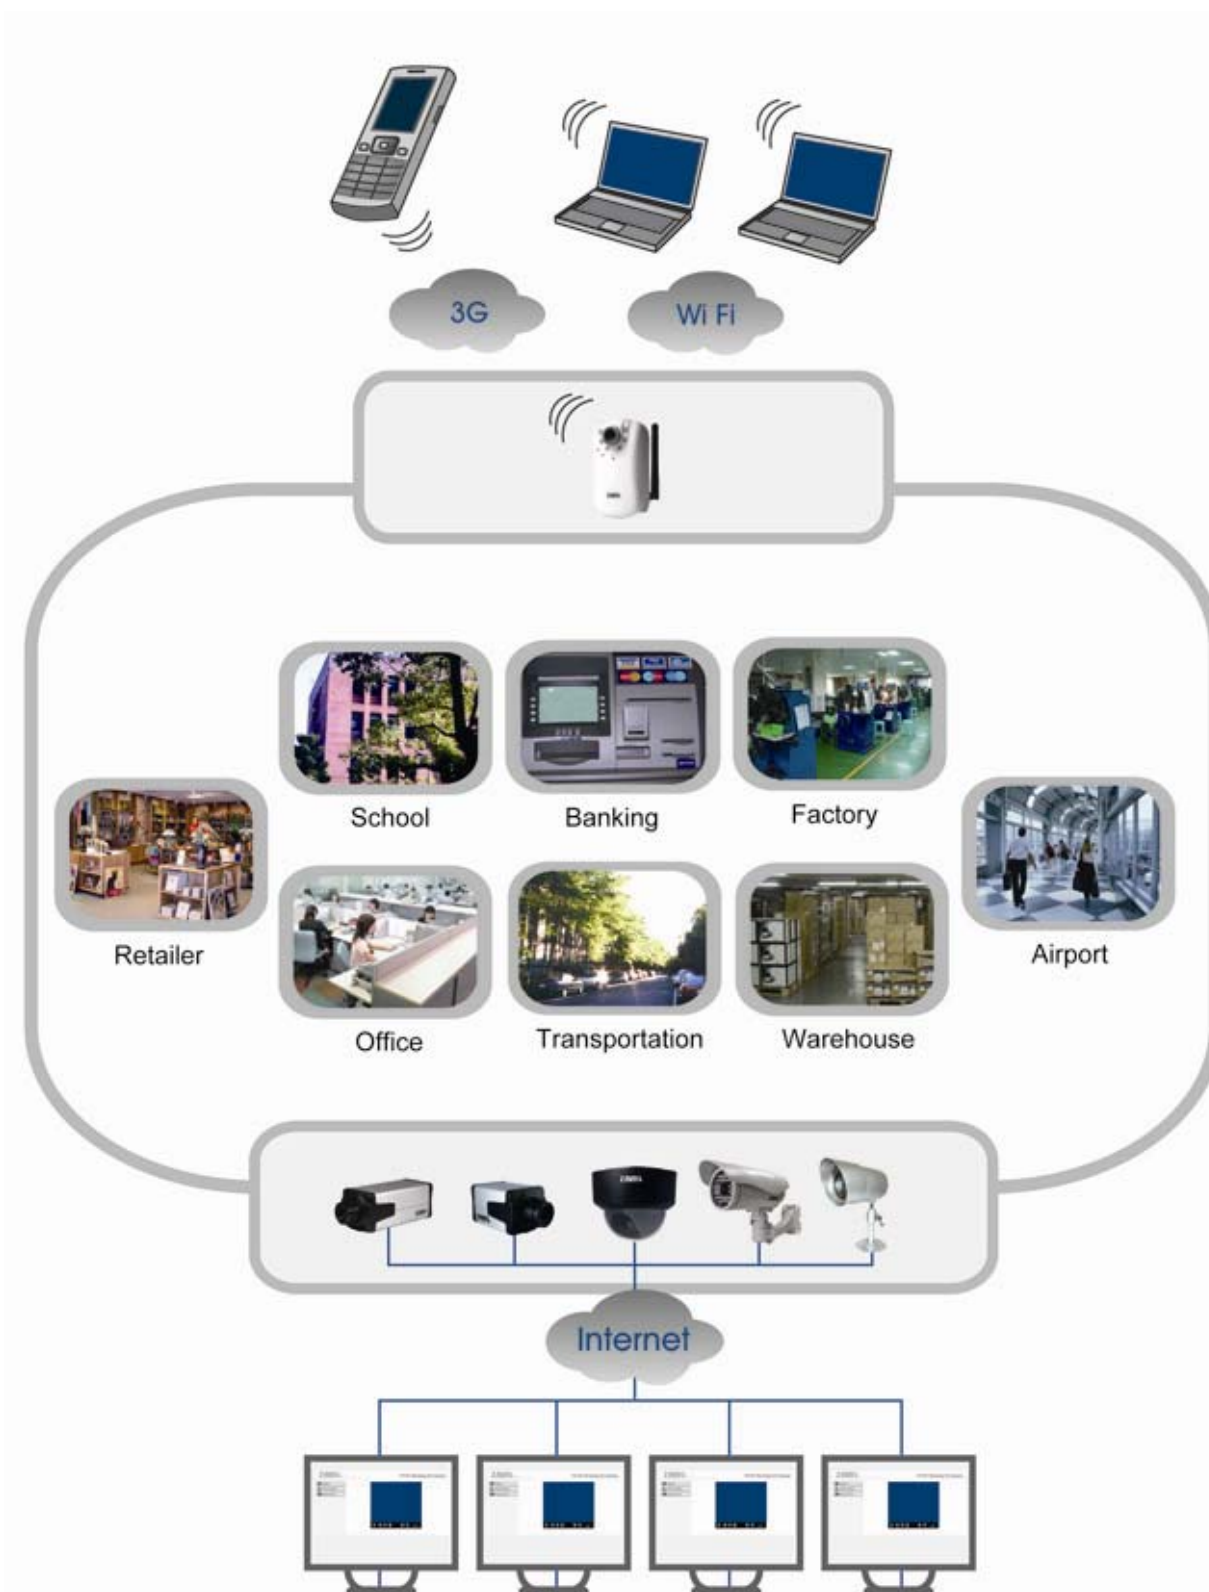 3G
Wi Fi
School
Banking
Factory
Retailer
Airport
Office
Transportation
Warehouse
Internet